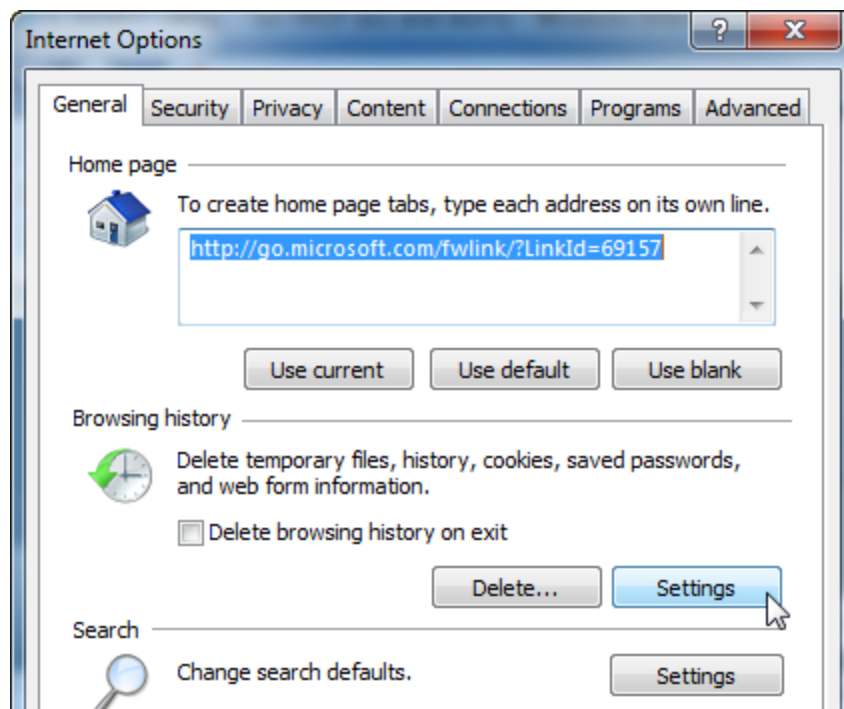 Internet Options
?
X
General Security Privacy Content Connections Programs Advanced
Home page
To create home page tabs, type each address on its own line.
http://go.microsoft.com/fwlink/?LinkId=69157
Use current Use default Use blank
Browsing history
Delete temporary files, history, cookies, saved passwords,
and web form information.
Delete browsing history on exit
Delete... Settings
Search
Change search defaults. Settings